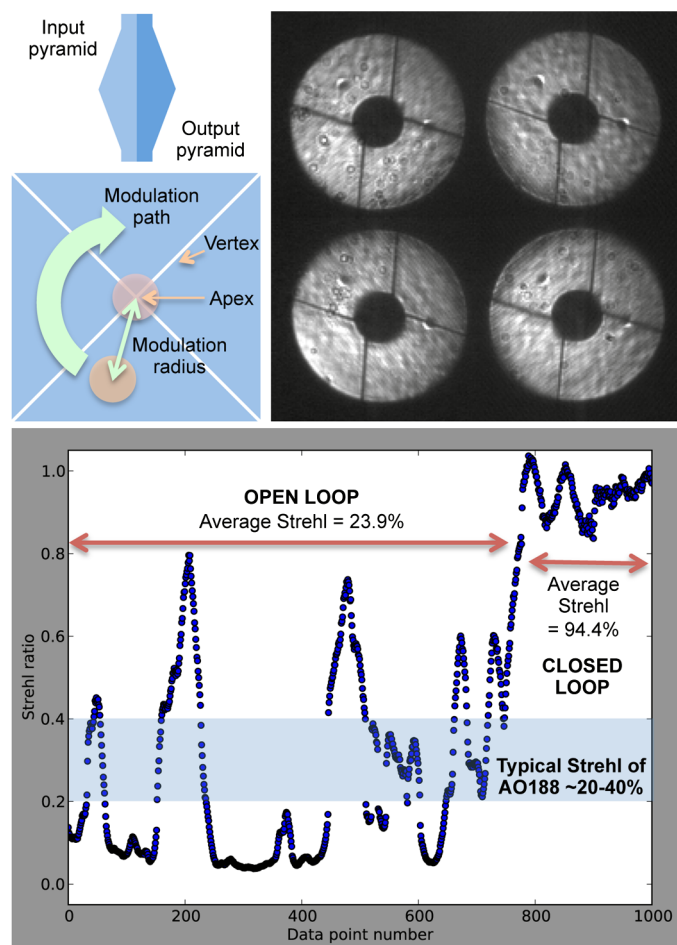 Input
pyramid
Output
pyramid
Modulation
path
Vertex
Apex
Modulation
radius
OPEN LOOP
Average Strehl = 23.9%
Average
Strehl
= 94.4%
CLOSED
LOOP
Typical Strehl of
AO188 ~20-40%
Strehl ratio
1.0
0.8
0.6
0.4
0.2
0.0
0 200 400 600 800 1000
Data point number